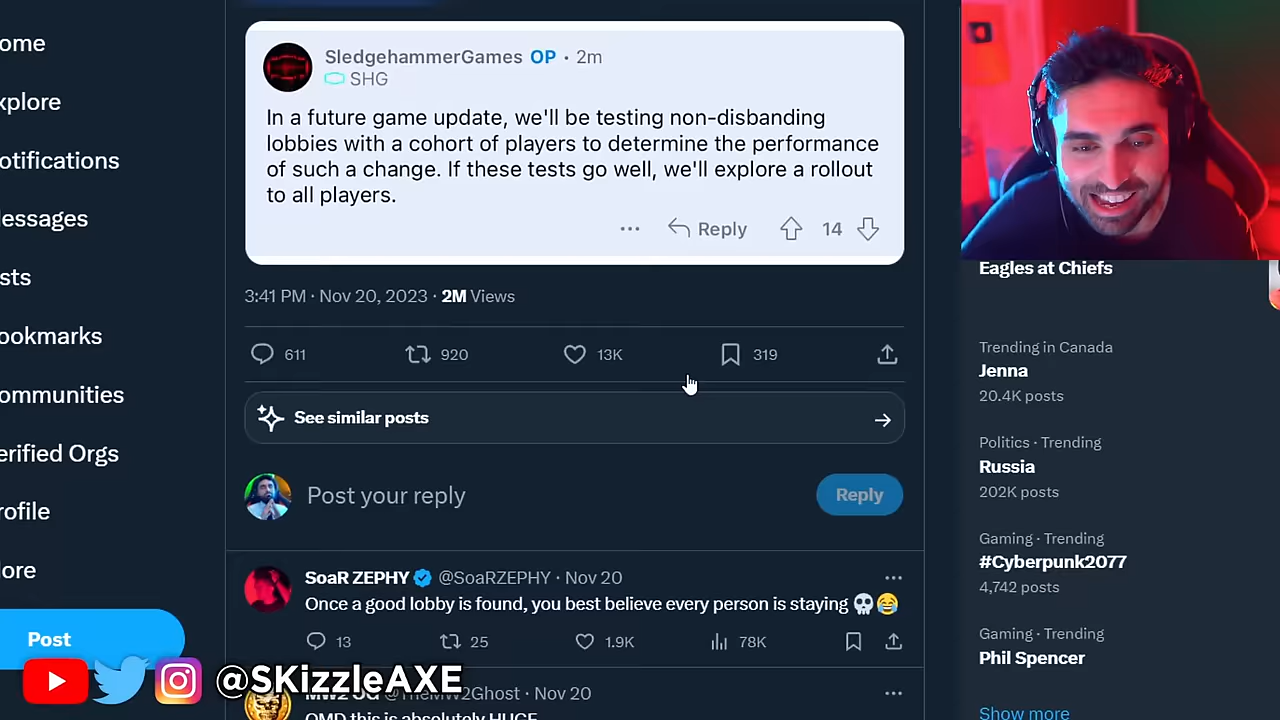 ome
xplore
otifications
essages
sts
ookmarks
ommunities
erified Orgs
rofile
ore
Post
SledgehammerGames OP · 2m
SHG
In a future game update, we'll be testing non-disbanding
lobbies with a cohort of players to determine the performance
of such a change. If these tests go well, we'll explore a rollout
to all players.
··· Reply 14
3:41 PM · Nov 20, 2023 · 2M Views
611 920 13K 319
See similar posts
Post your reply Reply
SoaR ZEPHY @SoaRZEPHY · Nov 20
Once a good lobby is found, you best believe every person is staying 💀😂
13 25 1.9K 78K
@TheMW2Ghost · Nov 20
OMD this is absolutely HUGE
@SKizzleAXE
Eagles at Chiefs
Trending in Canada
Jenna
20.4K posts
Politics · Trending
Russia
202K posts
Gaming · Trending
#Cyberpunk2077
4,742 posts
Gaming · Trending
Phil Spencer
Show more